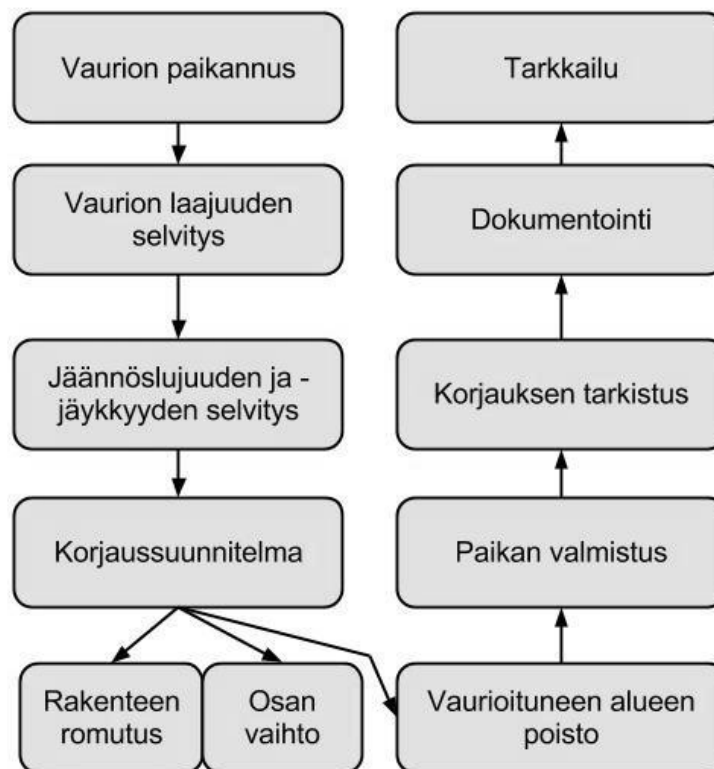 Vaurion paikannus
Vaurion laajuuden
selvitys
Jäännöslujuuden ja -
jäykkyyden selvitys
Korjaussuunnitelma
Rakenteen
romutus
Osan
vaihto
Vaurioituneen alueen
poisto
Paikan valmistus
Korjauksen tarkistus
Dokumentointi
Tarkkailu